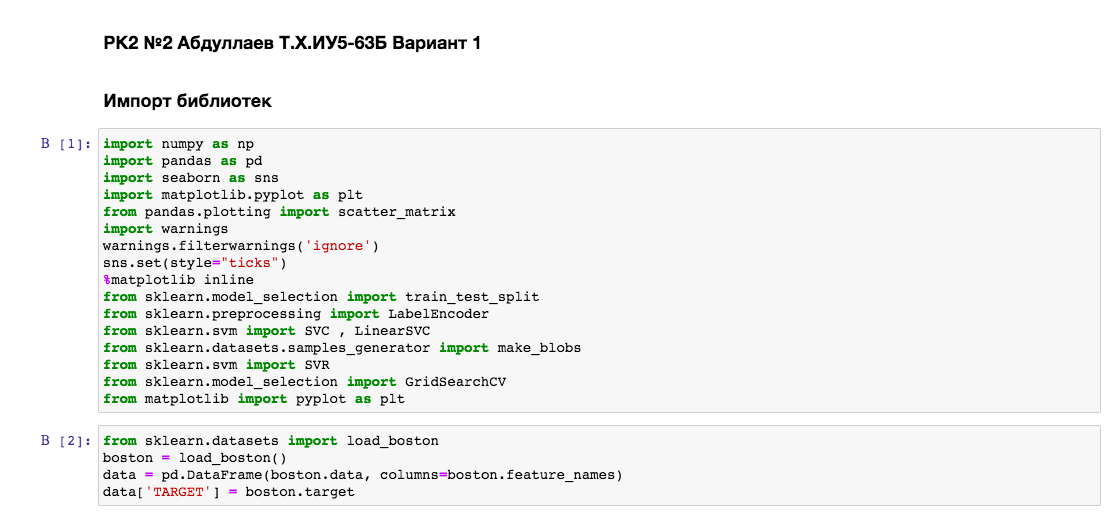 РК2 №2 Абдуллаев Т.Х.ИУ5-63Б Вариант 1
Импорт библиотек
В [1]:
import numpy as np
import pandas as pd
import seaborn as sns
import matplotlib.pyplot as plt
from pandas.plotting import scatter_matrix
import warnings
warnings.filterwarnings('ignore')
sns.set(style="ticks")
%matplotlib inline
from sklearn.model_selection import train_test_split
from sklearn.preprocessing import LabelEncoder
from sklearn.svm import SVC , LinearSVC
from sklearn.datasets.samples_generator import make_blobs
from sklearn.svm import SVR
from sklearn.model_selection import GridSearchCV
from matplotlib import pyplot as plt
В [2]:
from sklearn.datasets import load_boston
boston = load_boston()
data = pd.DataFrame(boston.data, columns=boston.feature_names)
data['TARGET'] = boston.target